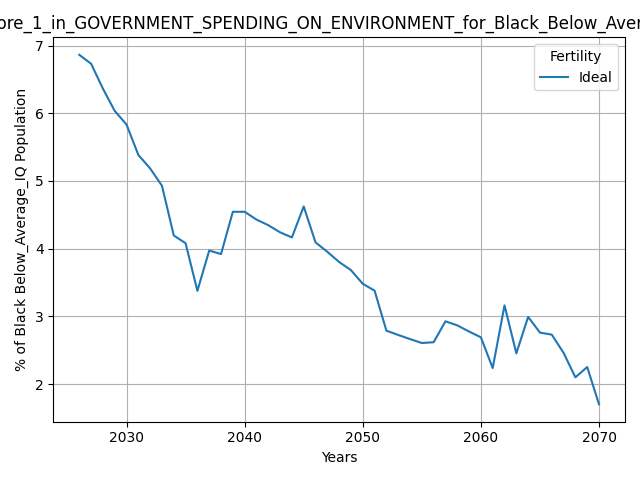 ore_1_in_GOVERNMENT_SPENDING_ON_ENVIRONMENT_for_Black_Below_Aver
Fertility
Ideal
% of Black Below_Average_IQ Population
7
6
5
4
3
2
2030 2040 2050 2060 2070
Years